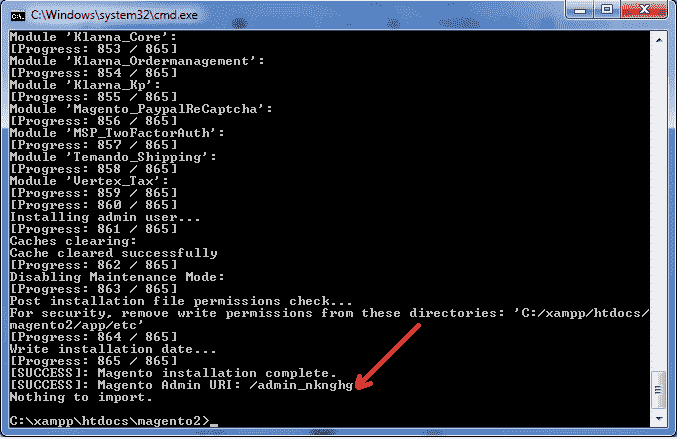 C:\Windows\system32\cmd.exe
Module 'Klarna_Core':
[Progress: 853 / 865]
Module 'Klarna_Ordermanagement':
[Progress: 854 / 865]
Module 'Klarna_Kp':
[Progress: 855 / 865]
Module 'Magento_PaypalReCaptcha':
[Progress: 856 / 865]
Module 'MSP_TwoFactorAuth':
[Progress: 857 / 865]
Module 'Temando_Shipping':
[Progress: 858 / 865]
Module 'Vertex_Tax':
[Progress: 859 / 865]
[Progress: 860 / 865]
Installing admin user...
[Progress: 861 / 865]
Caches clearing:
Cache cleared successfully
[Progress: 862 / 865]
Disabling Maintenance Mode:
[Progress: 863 / 865]
Post installation file permissions check...
For security, remove write permissions from these directories: 'C:/xampp/htdocs/
magento2/app/etc'
[Progress: 864 / 865]
Write installation date...
[Progress: 865 / 865]
[SUCCESS]: Magento installation complete.
[SUCCESS]: Magento Admin URI: /admin_nknghg
Nothing to import.
C:\xampp\htdocs\magento2>_